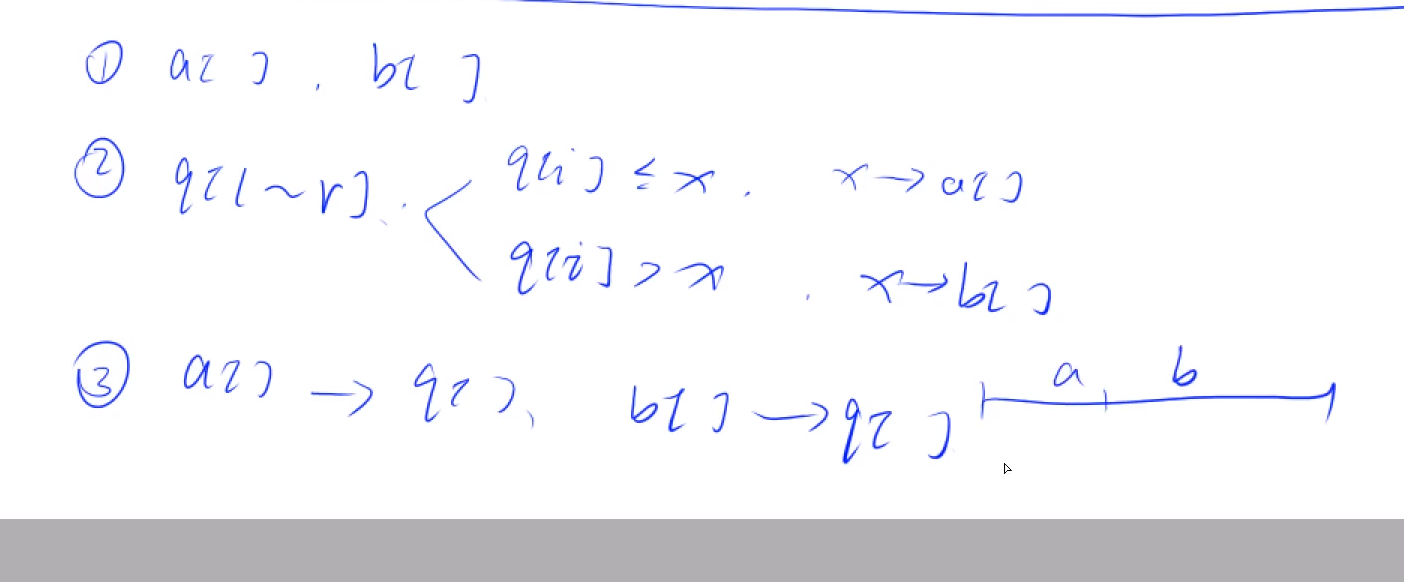 ① a[ ], b[ ]
② q[l~r]. q[i] ≤ x. x→a[]
q[i] > x. x→b[]
③ a[] → q[], b[] → q[] a b